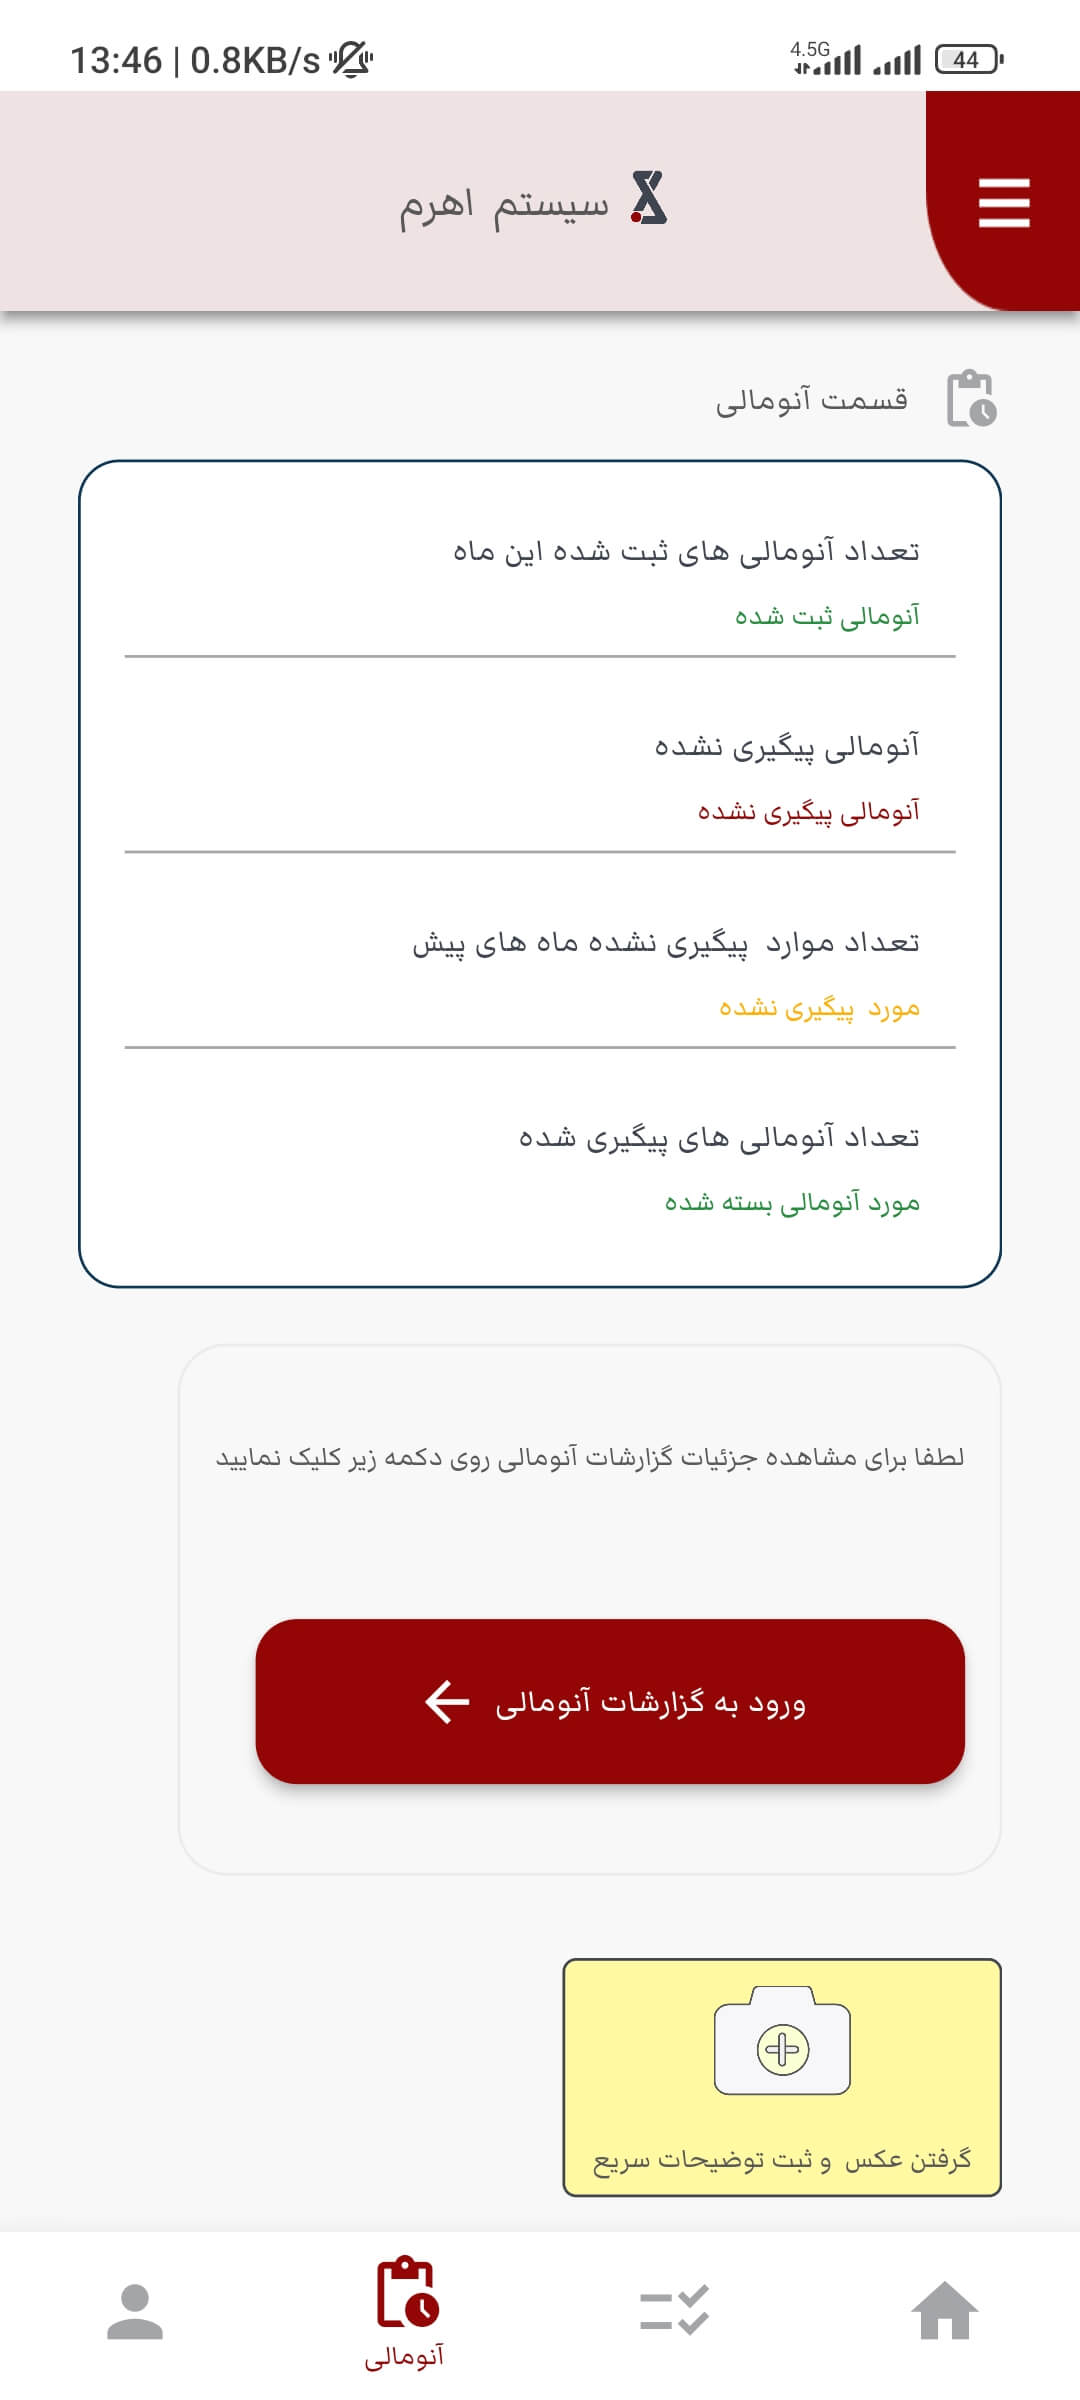 13:46 | 0.8KB/s
4.5G
44
سیستم اهرم
قسمت آنومالی
تعداد آنومالی های ثبت شده این ماه
آنومالی ثبت شده
آنومالی پیگیری نشده
آنومالی پیگیری نشده
تعداد موارد پیگیری نشده ماه های پیش
مورد پیگیری نشده
تعداد آنومالی های پیگیری شده
مورد آنومالی بسته شده
لطفا برای مشاهده جزئیات گزارشات آنومالی روی دکمه زیر کلیک نمایید
ورود به گزارشات آنومالی
گرفتن عکس و ثبت توضیحات سریع
آنومالی